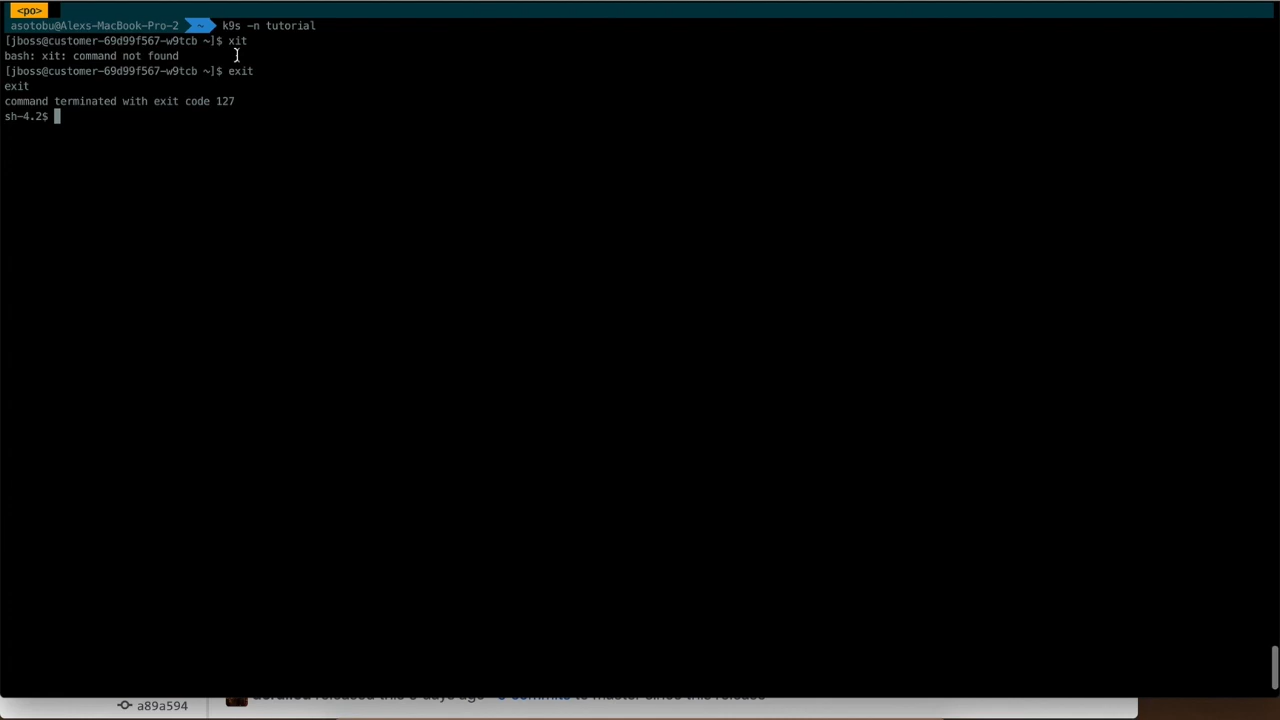 <po>
asotobu@Alexs-MacBook-Pro-2 ~ k9s -n tutorial
[jboss@customer-69d99f567-w9tcb ~]$ xit
bash: xit: command not found
[jboss@customer-69d99f567-w9tcb ~]$ exit
exit
command terminated with exit code 127
sh-4.2$
a89a594